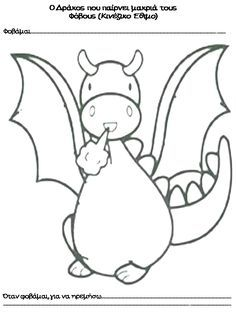 Ο Δράκος που παίρνει μακριά τους
Φόβους (Κινέζικο Έθιμο)
Φοβάμαι
Όταν φοβάμαι, για να ηρεμήσω